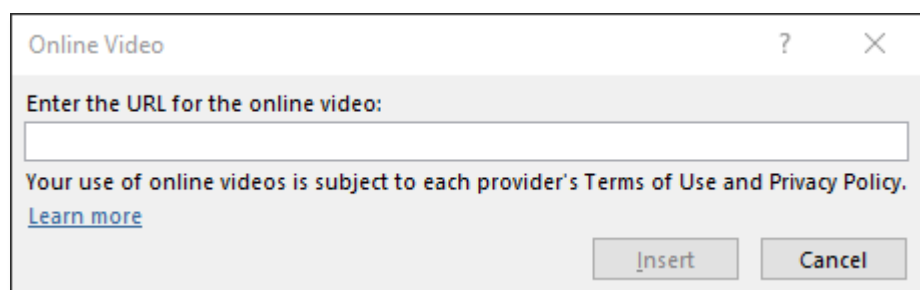 Online Video ?
Enter the URL for the online video:
Your use of online videos is subject to each provider's Terms of Use and Privacy Policy.
Learn more
Insert Cancel